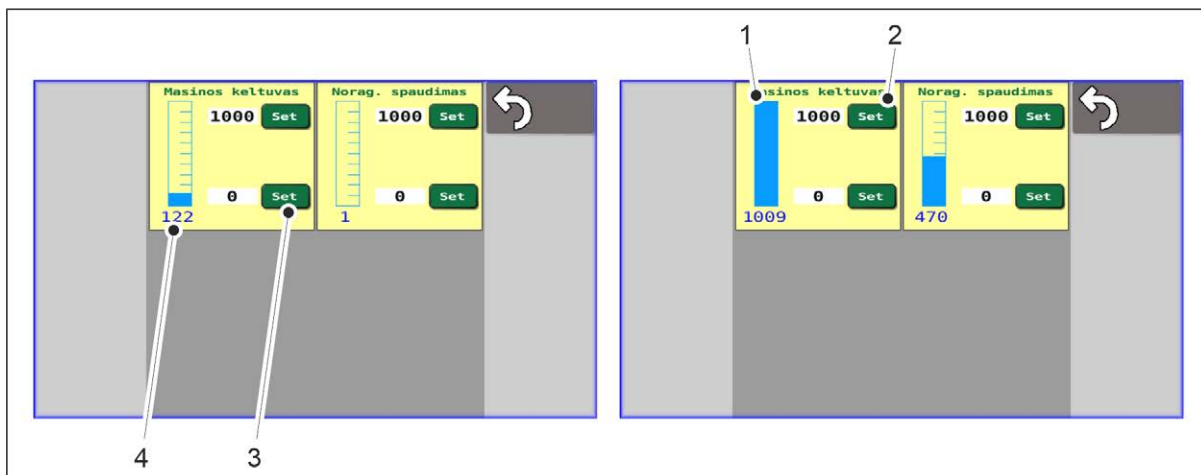 1 2
Masinos keltuvas Norag. spaudimas
1000 Set 1000 Set
0 Set 0 Set
122 1
Masinos keltuvas Norag. spaudimas
1000 Set 1000 Set
0 Set 0 Set
1009 470
4 3